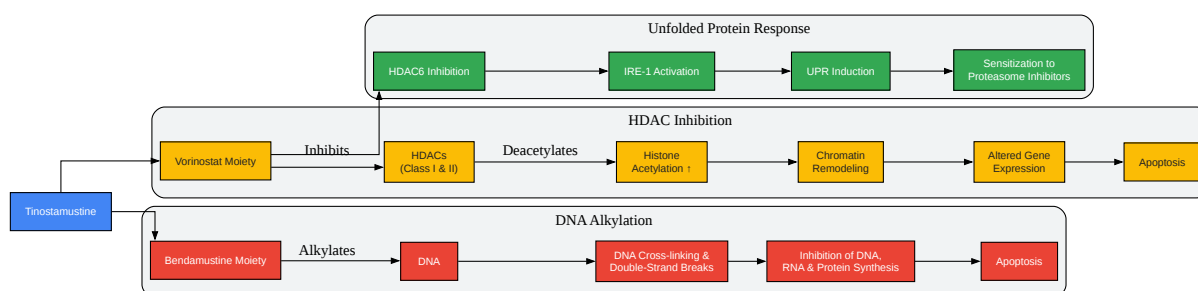 Unfolded Protein Response
HDAC6 Inhibition
IRE-1 Activation
UPR Induction
Sensitization to
Proteasome Inhibitors
HDAC Inhibition
Vorinostat Moiety
Inhibits
HDACs
(Class I & II)
Deacetylates
Histone
Acetylation ↑
Chromatin
Remodeling
Altered Gene
Expression
Apoptosis
Tinostamustine
DNA Alkylation
Bendamustine Moiety
Alkylates
DNA
DNA Cross-linking &
Double-Strand Breaks
Inhibition of DNA,
RNA & Protein Synthesis
Apoptosis